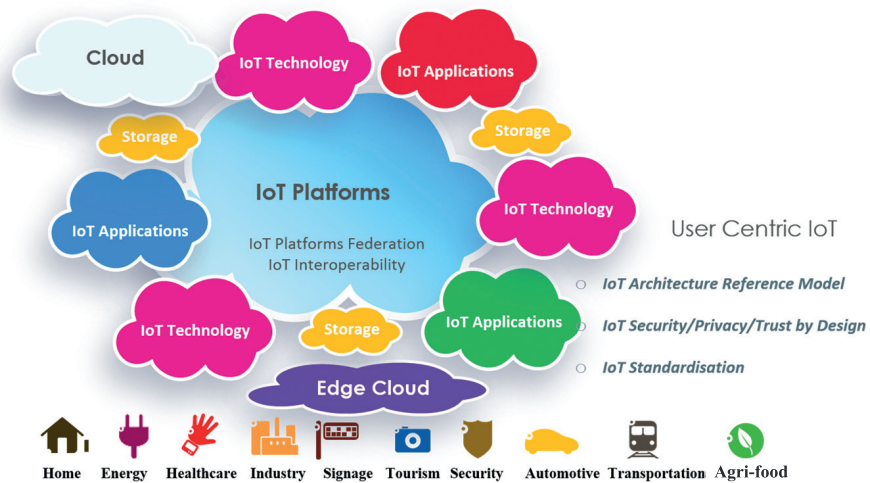 Cloud
IoT Technology
IoT Applications
Storage
Storage
IoT Platforms
IoT Applications
IoT Technology
IoT Platforms Federation
IoT Interoperability
User Centric IoT
IoT Architecture Reference Model
IoT Technology
Storage
IoT Applications
IoT Security/Privacy/Trust by Design
IoT Standardisation
Edge Cloud
Home Energy Healthcare Industry Signage Tourism Security Automotive Transportation Agri-food